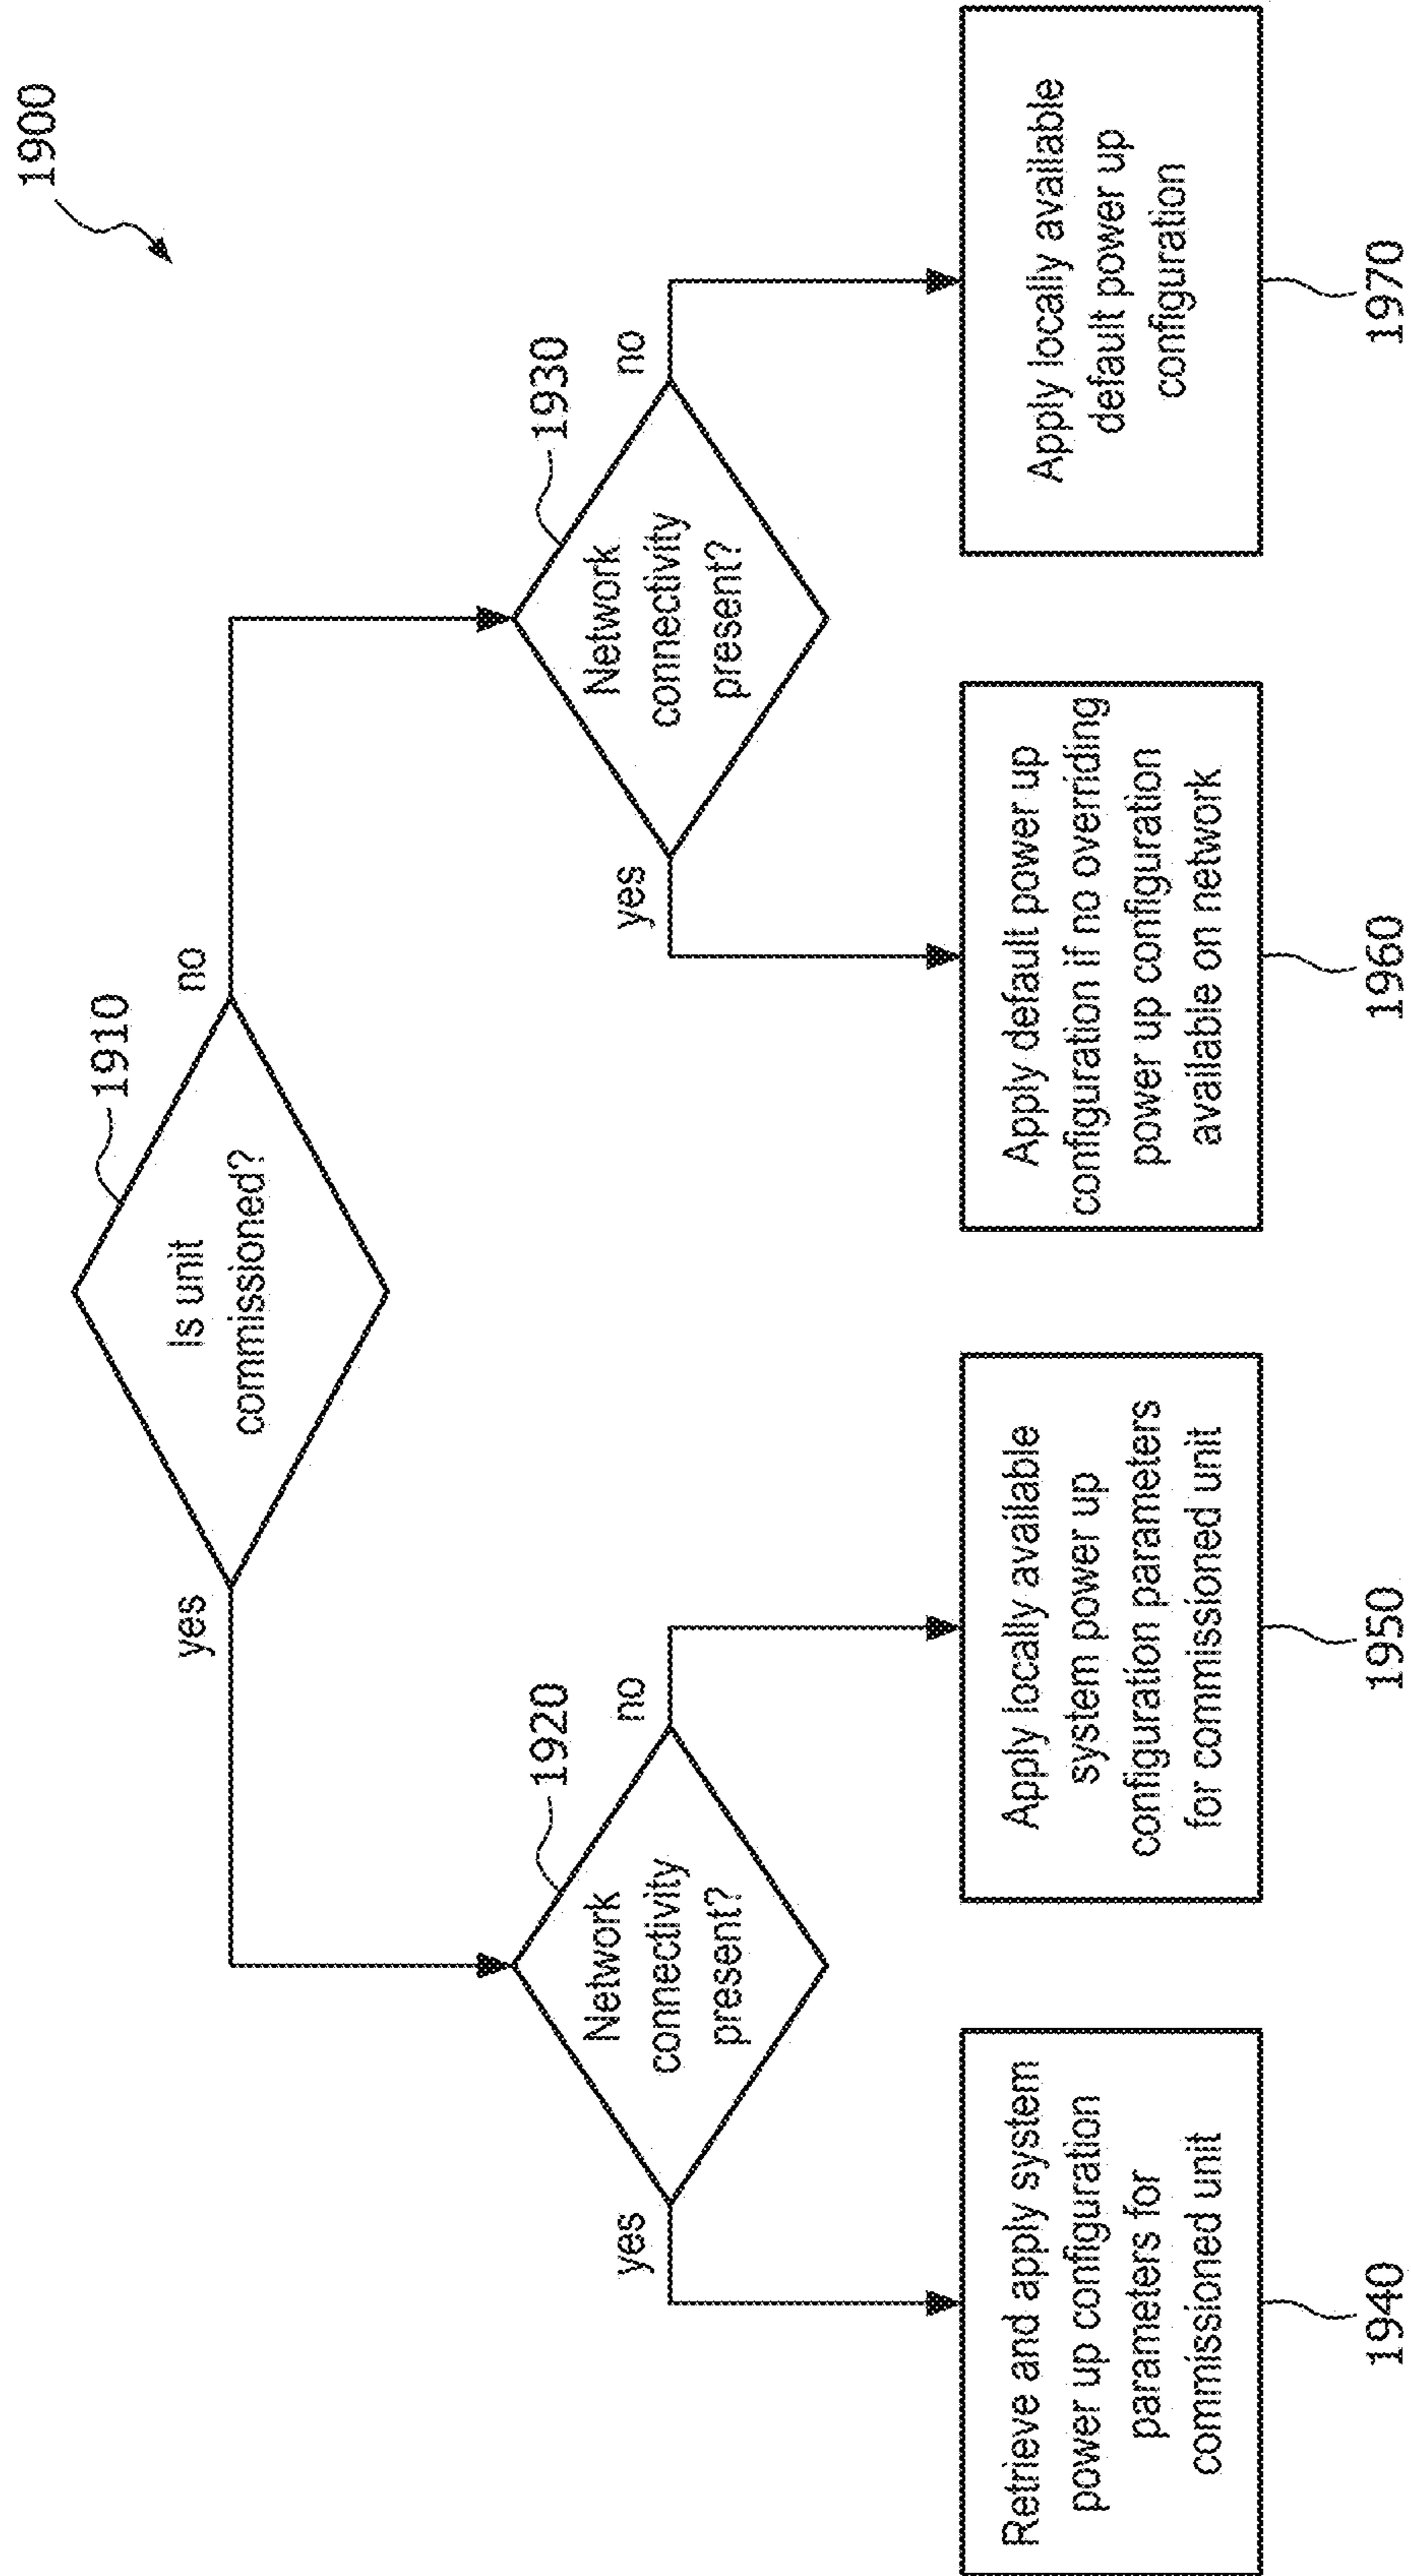 1900
1910
Is unit
commissioned?
yes
no
1920
Network
connectivity
present?
yes
no
1930
Network
connectivity
present?
yes
no
Retrieve and apply system
power up configuration
parameters for
commissioned unit
1940
Apply locally available
system power up
configuration parameters
for commissioned unit
1950
Apply default power up
configuration if no overriding
power up configuration
available on network
1960
Apply locally available
default power up
configuration
1970